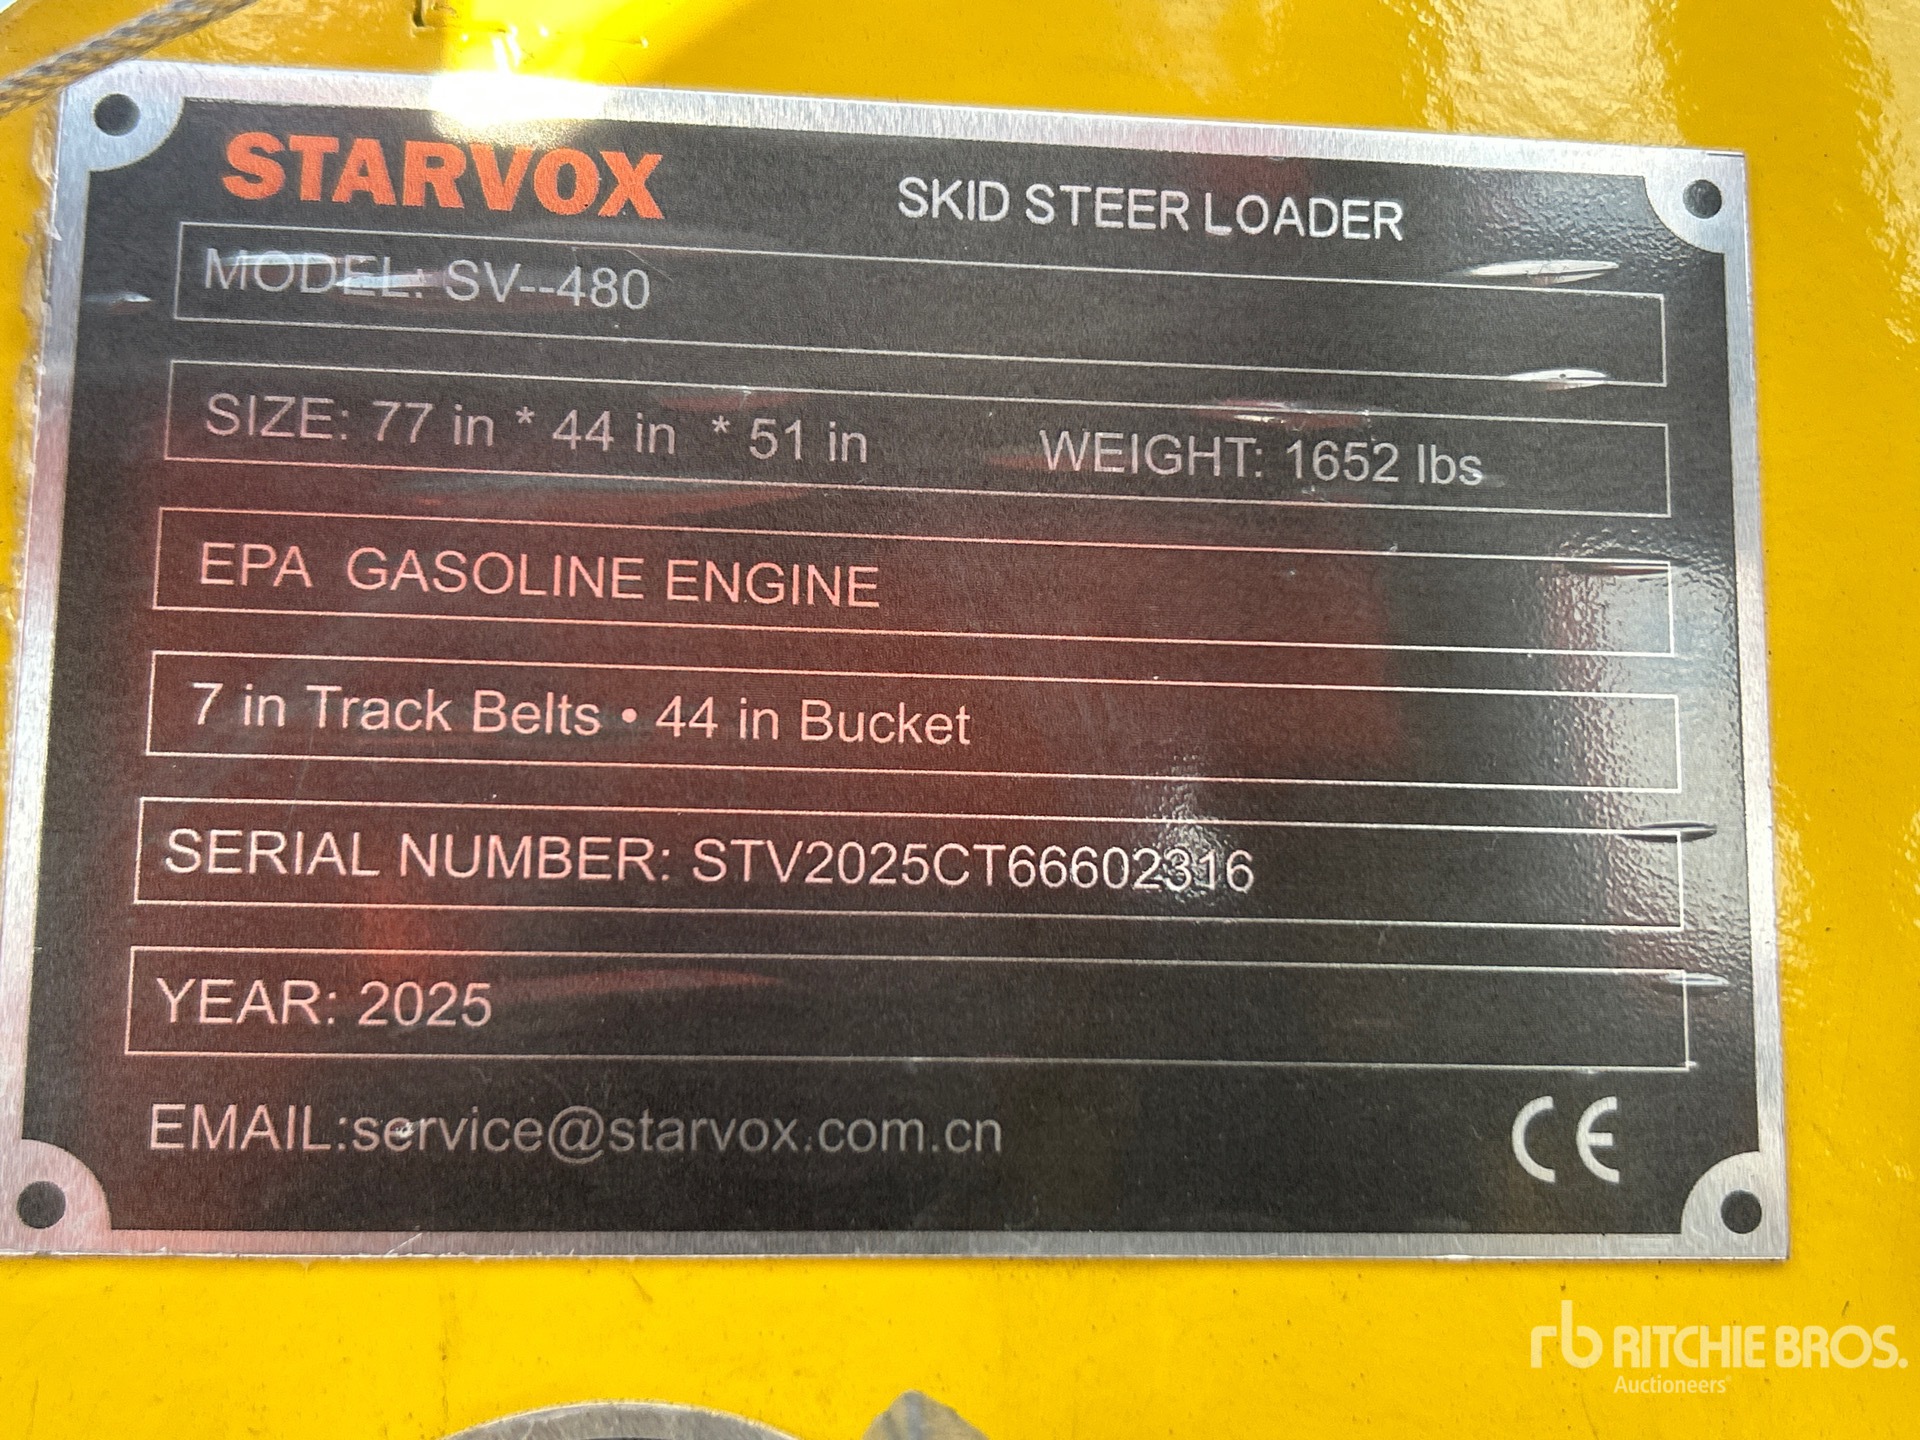 STARVOX SKID STEER LOADER
MODEL: SV--480
SIZE: 77 in * 44 in * 51 in WEIGHT: 1652 lbs
EPA GASOLINE ENGINE
7 in Track Belts • 44 in Bucket
SERIAL NUMBER: STV2025CT66602316
YEAR: 2025
EMAIL:service@starvox.com.cn CE
rb RITCHIE BROS.
Auctioneers